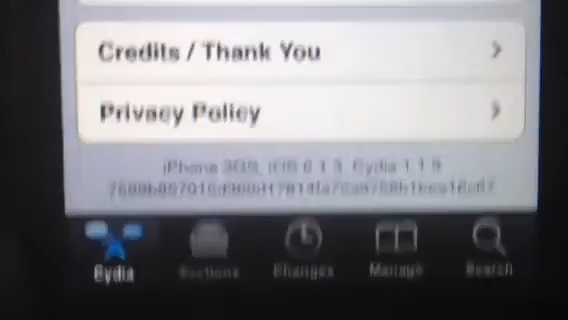 Credits / Thank You
Privacy Policy
iPhone 3GS, iOS 6.1.3, Cydia 1.1.9
Cydia
Sections
Changes
Manage
Search